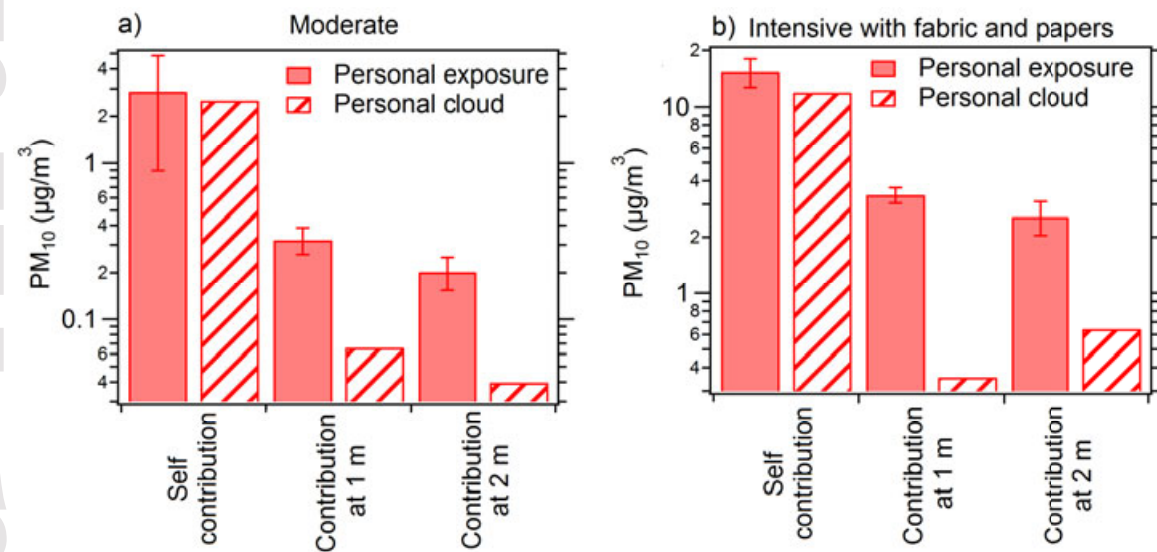 a) Moderate
Personal exposure
Personal cloud
4
2
1
6
4
2
0.1
6
4
PM₁₀ (μg/m³)
Self
contribution
Contribution
at 1 m
Contribution
at 2 m
b) Intensive with fabric and papers
Personal exposure
Personal cloud
2
10
8
6
4
2
1
8
6
4
PM₁₀ (μg/m³)
Self
contribution
Contribution
at 1 m
Contribution
at 2 m